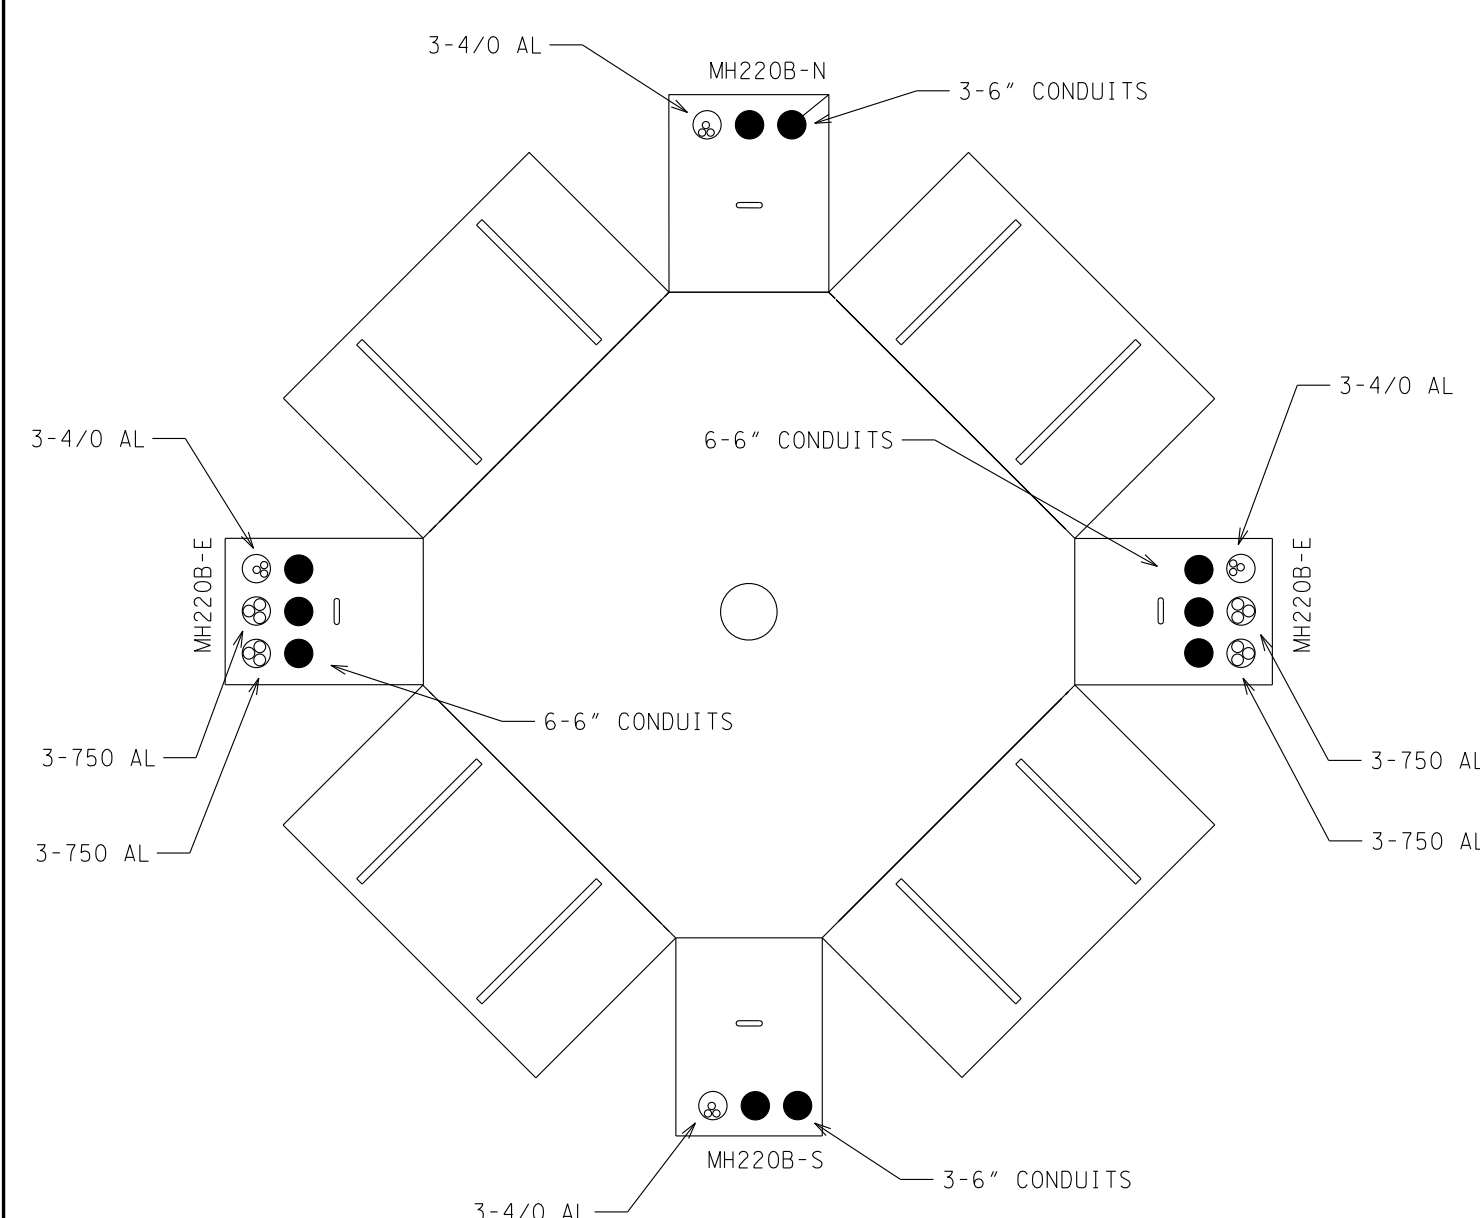 3-4/0 AL
MH220B-N
3-6" CONDUITS
3-4/0 AL
3-4/0 AL
6-6" CONDUITS
MH220B-E
MH220B-E
6-6" CONDUITS
3-750 AL
3-750 AL
3-750 AL
3-750 AL
MH220B-S
3-6" CONDUITS
3-4/0 AL